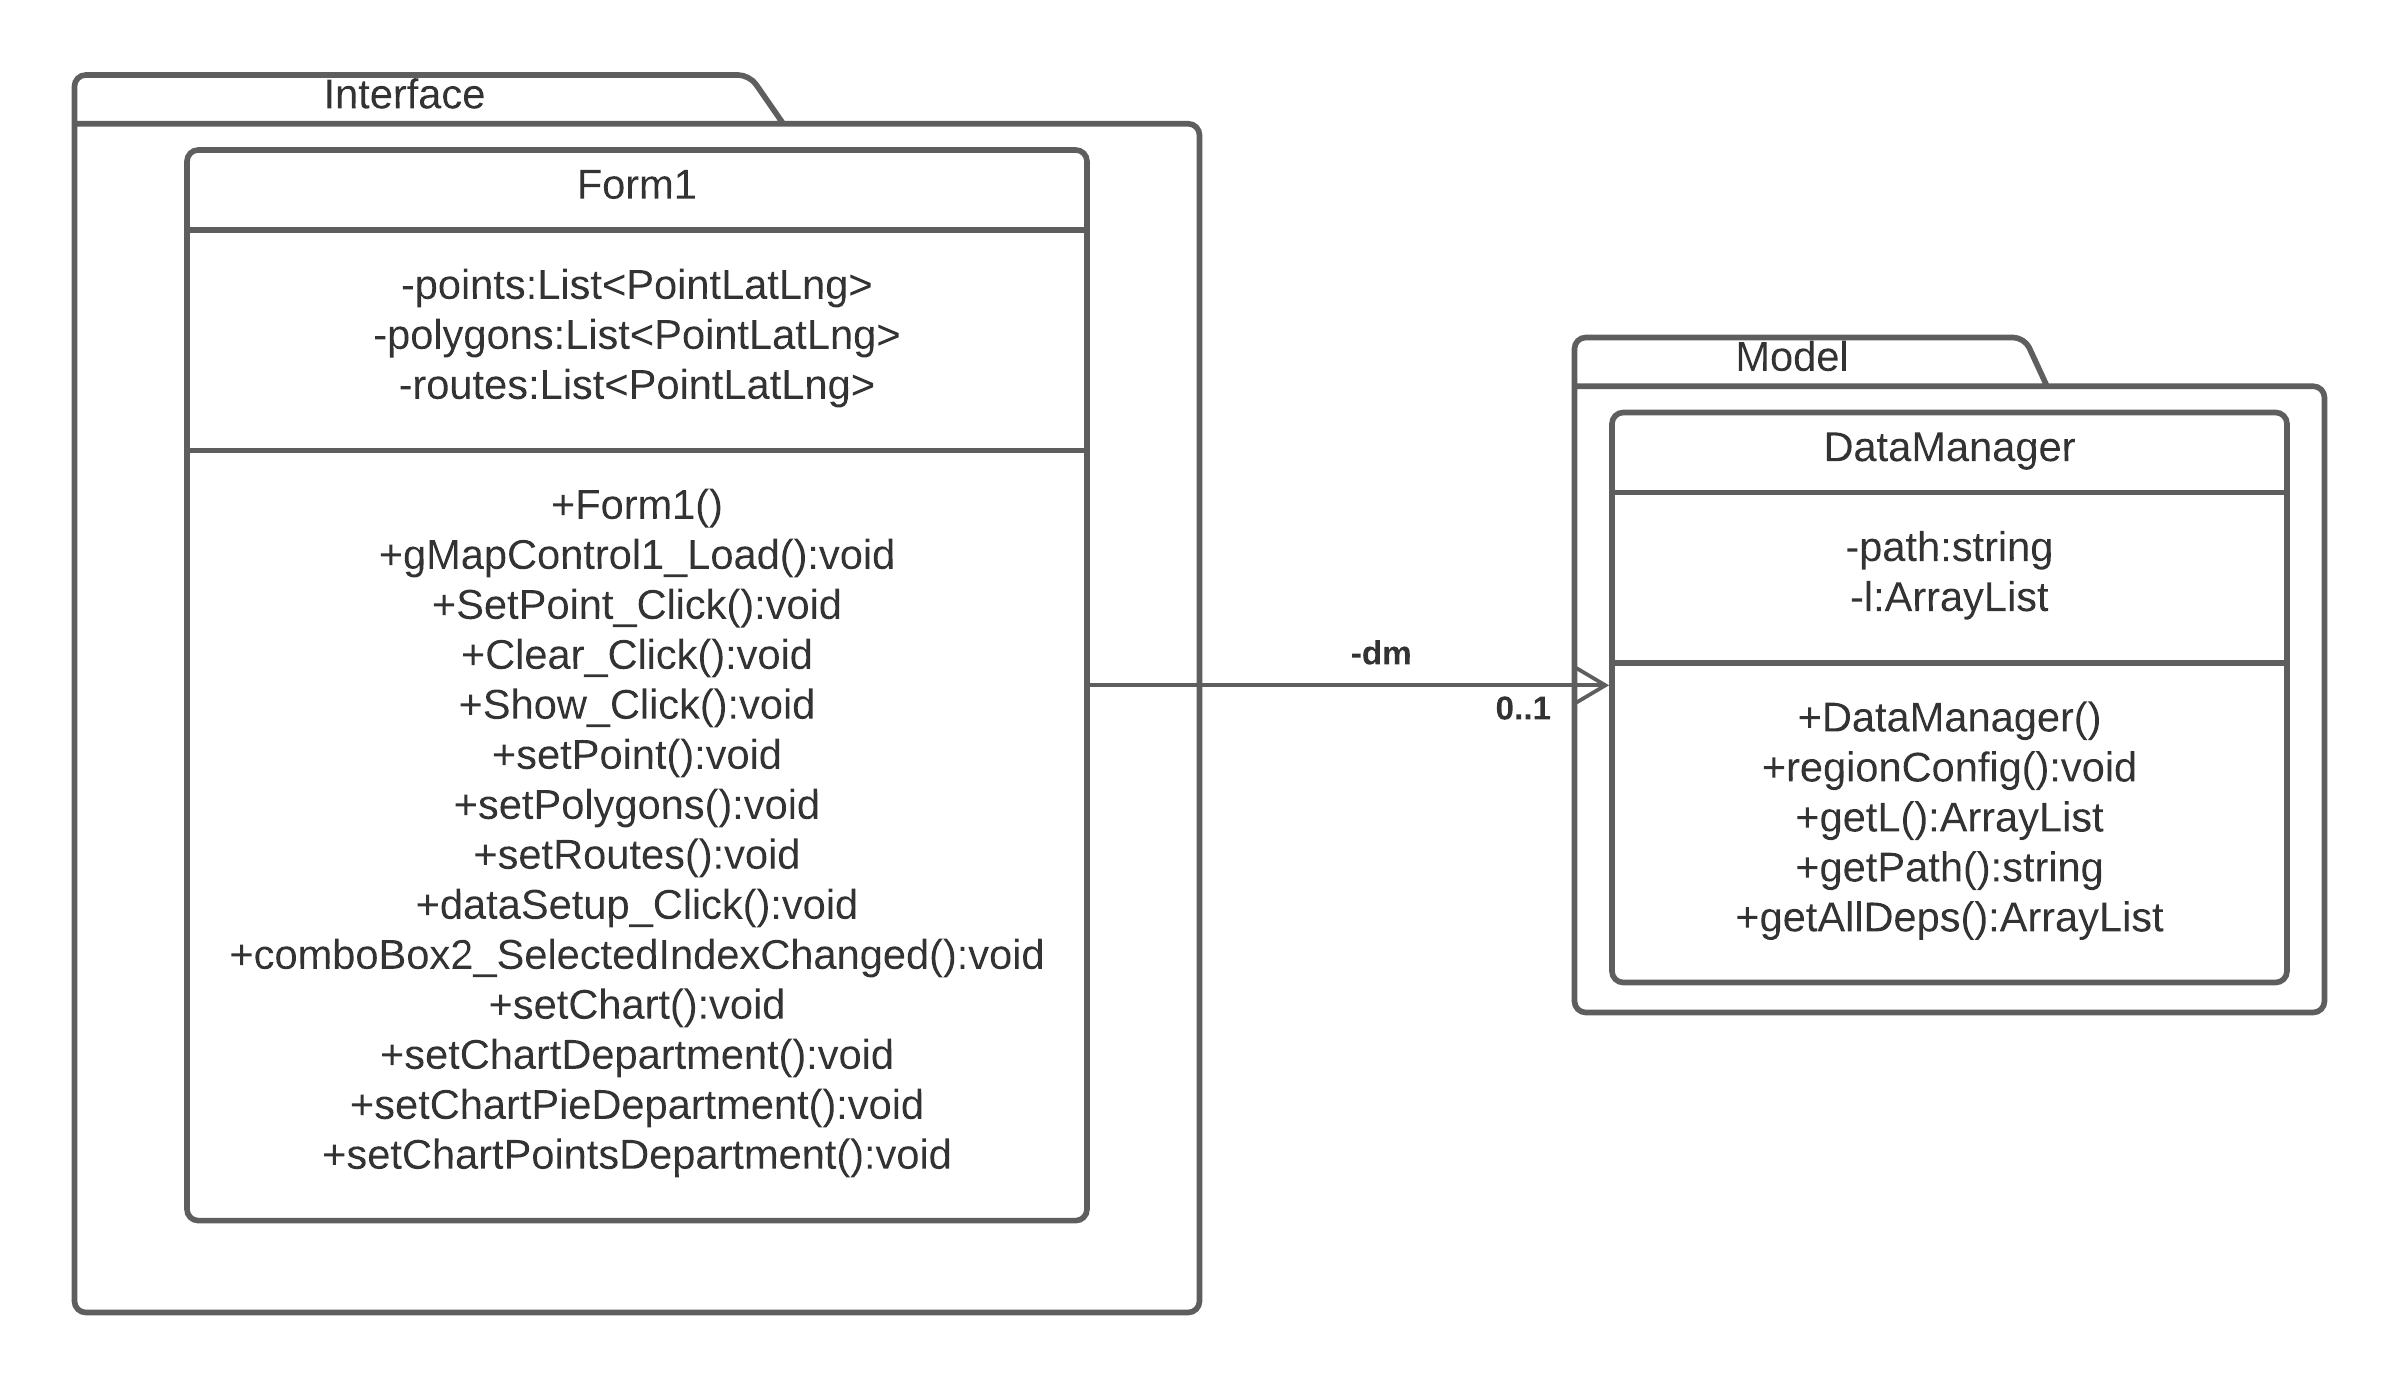 Interface
Form1
-points:List<PointLatLng>
-polygons:List<PointLatLng>
-routes:List<PointLatLng>
+Form1()
+gMapControl1_Load():void
+SetPoint_Click():void
+Clear_Click():void
+Show_Click():void
+setPoint():void
+setPolygons():void
+setRoutes():void
+dataSetup_Click():void
+comboBox2_SelectedIndexChanged():void
+setChart():void
+setChartDepartment():void
+setChartPieDepartment():void
+setChartPointsDepartment():void
-dm
0..1
Model
DataManager
-path:string
-l:ArrayList
+DataManager()
+regionConfig():void
+getL():ArrayList
+getPath():string
+getAllDeps():ArrayList